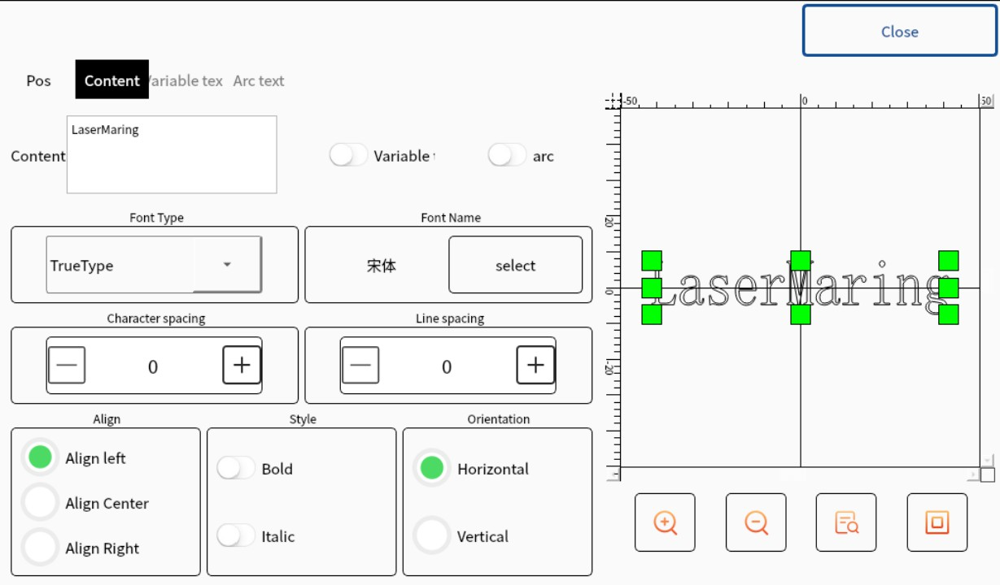 Close
Pos
Content
Variable tex
Arc text
Content
LaserMaring
Variable
arc
Font Type
Font Name
TrueType
宋体
select
Character spacing
Line spacing
0
0
Align
Style
Orientation
Align left
Align Center
Align Right
Bold
Italic
Horizontal
Vertical
-50
0
50
20
0
-20
LaserMaring